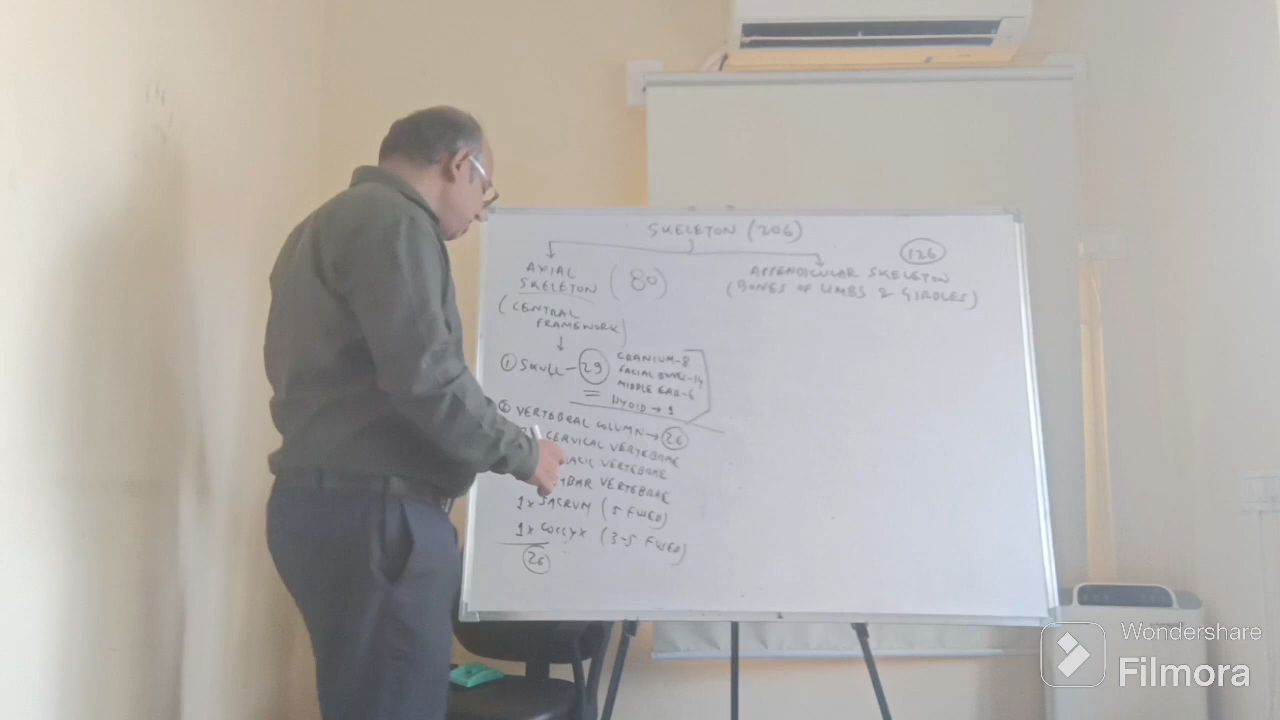 SKELETON (206)
AXIAL SKELETON (80)
(CENTRAL FRAMEWORK)
126
APPENDICULAR SKELETON
(BONES OF LIMBS & GIRDLES)
① SKULL - 29
CRANIUM-8
FACIAL BONES-14
MIDDLE EAR-6
HYOID → 1
② VERTEBRAL COLUMN → 26
CERVICAL VERTEBRAE
VERTEBRAE
VERTEBRAE
1x SACRUM (5 FUSED)
1x COCCYX (3-5 FUSED)
26
Wondershare
Filmora